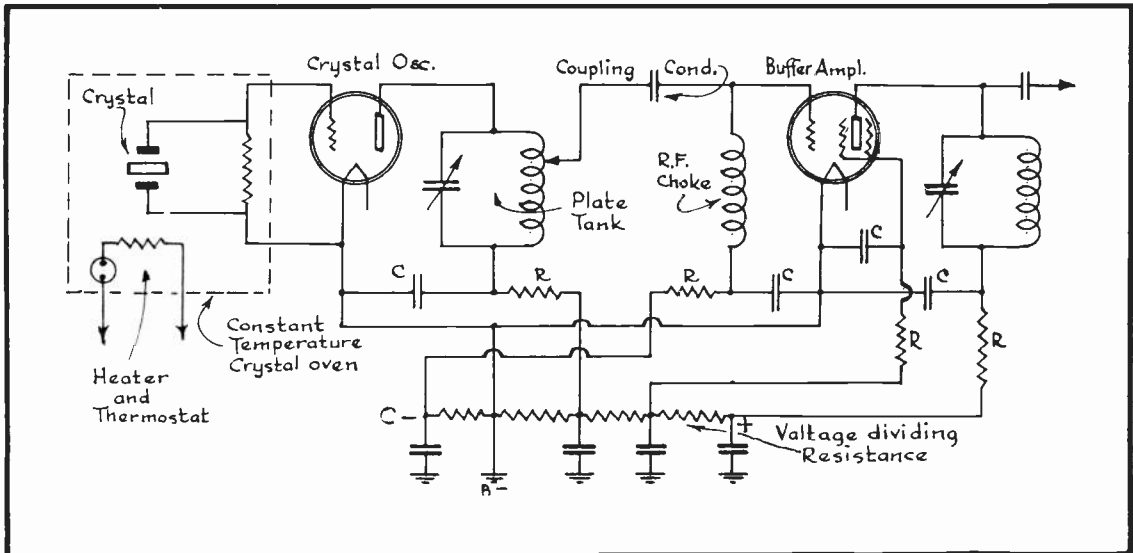 Crystal Osc.
Coupling
Cond.
Buffer Ampl.
Crystal
R.F.
Choke
Plate
Tank
C
C
R
R
C
C
R
R
Constant
Temperature
Crystal oven
Heater
and
Thermostat
C-
+
Valtage dividing
Resistance
B-